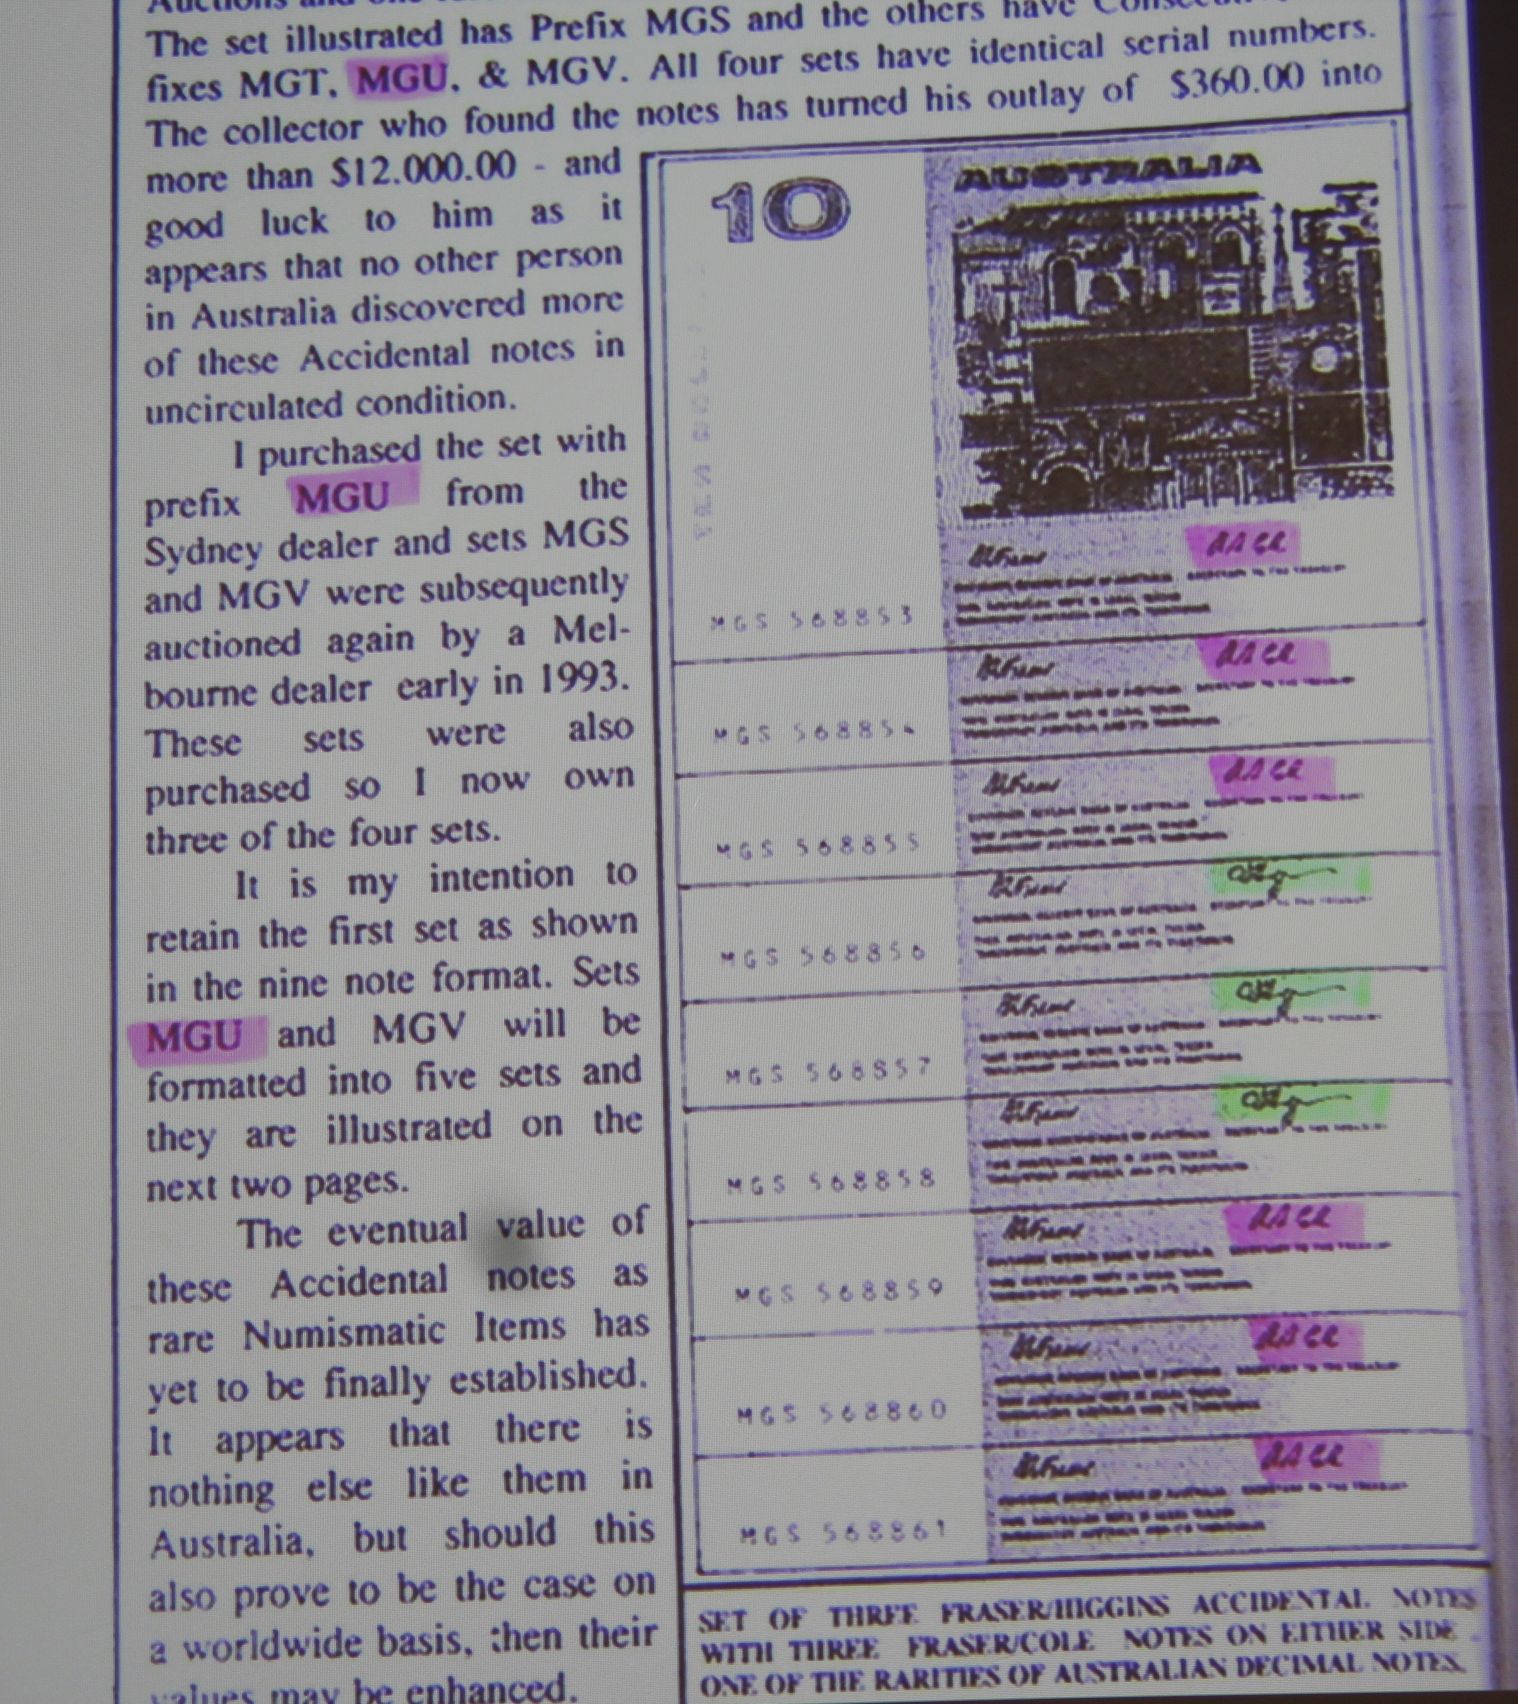 The set illustrated has Prefix MGS and the others have
fixes MGT, MGU, & MGV. All four sets have identical serial numbers.
The collector who found the notes has turned his outlay of $360.00 into
more than $12.000.00 - and
good luck to him as it
appears that no other person
in Australia discovered more
of these Accidental notes in
uncirculated condition.
I purchased the set with
prefix MGU from the
Sydney dealer and sets MGS
and MGV were subsequently
auctioned again by a Mel-
bourne dealer early in 1993.
These sets were also
purchased so I now own
three of the four sets.
It is my intention to
retain the first set as shown
in the nine note format. Sets
MGU and MGV will be
formatted into five sets and
they are illustrated on the
next two pages.
The eventual value of
these Accidental notes as
rare Numismatic Items has
yet to be finally established.
It appears that there is
nothing else like them in
Australia, but should this
also prove to be the case on
a worldwide basis, then their
values may be enhanced.
10
AUSTRALIA
MGS 568853
MGS 568854
MGS 568855
MGS 568856
MGS 568857
MGS 568858
MGS 568859
MGS 568860
MGS 568861
SET OF THREE FRASER/HIGGINS ACCIDENTAL NOTES
WITH THREE FRASER/COLE NOTES ON EITHER SIDE
ONE OF THE RARITIES OF AUSTRALIAN DECIMAL NOTES.